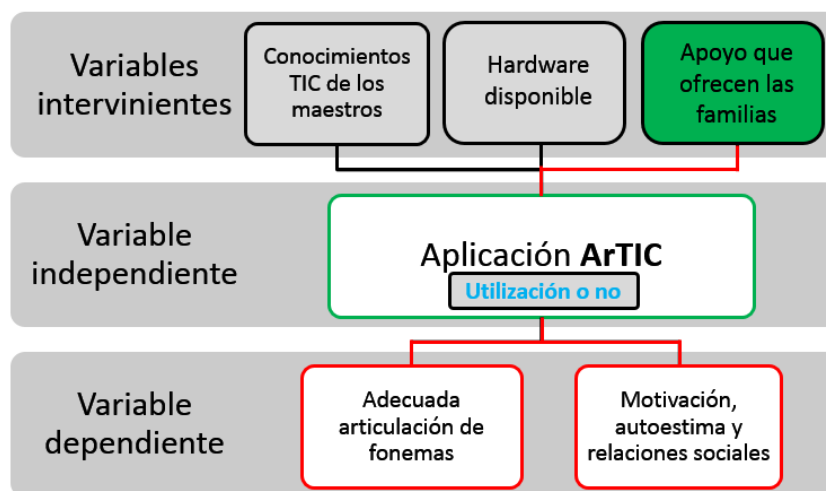 Variables
intervinientes
Conocimientos
TIC de los
maestros
Hardware
disponible
Apoyo que
ofrecen las
familias
Variable
independiente
Aplicación ArTIC
Utilización o no
Variable
dependiente
Adecuada
articulación de
fonemas
Motivación,
autoestima y
relaciones sociales